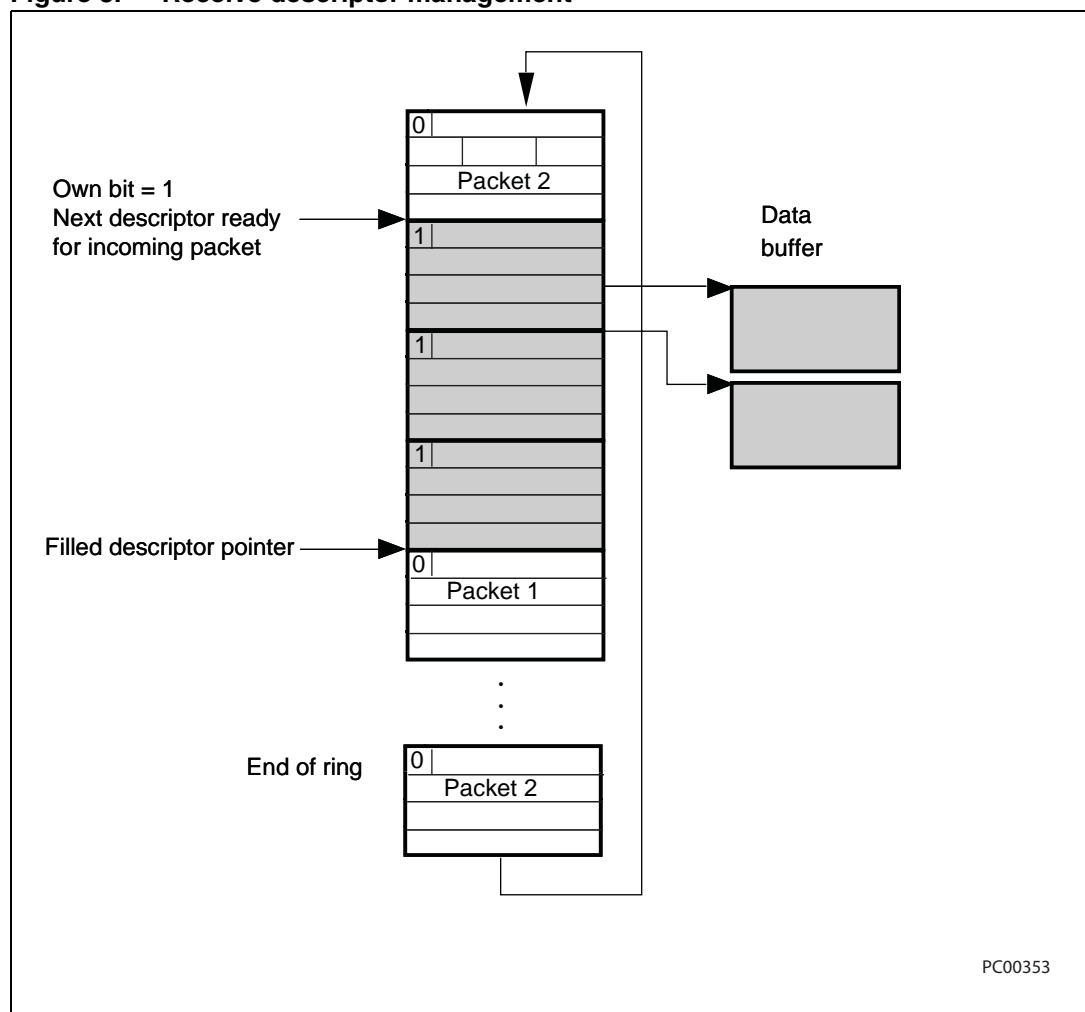 Figure Receive descriptor management
0
Packet 2
Own bit = 1
Next descriptor ready
for incoming packet
1
Data
buffer
1
1
Filled descriptor pointer
0
Packet 1
.
.
.
End of ring
0
Packet 2
PC00353